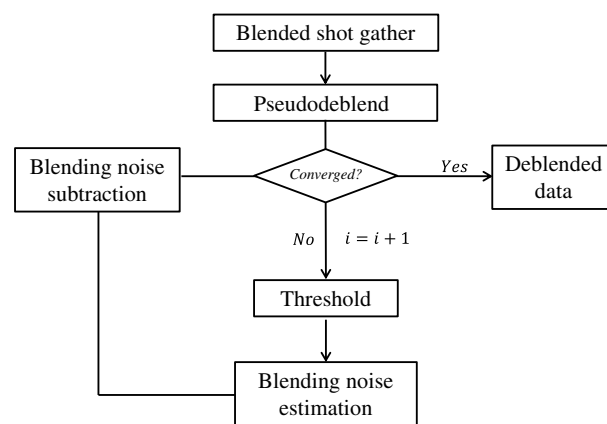 Blended shot gather
Pseudodeblend
Blending noise
subtraction
Converged?
Yes
Deblended
data
No
i = i + 1
Threshold
Blending noise
estimation